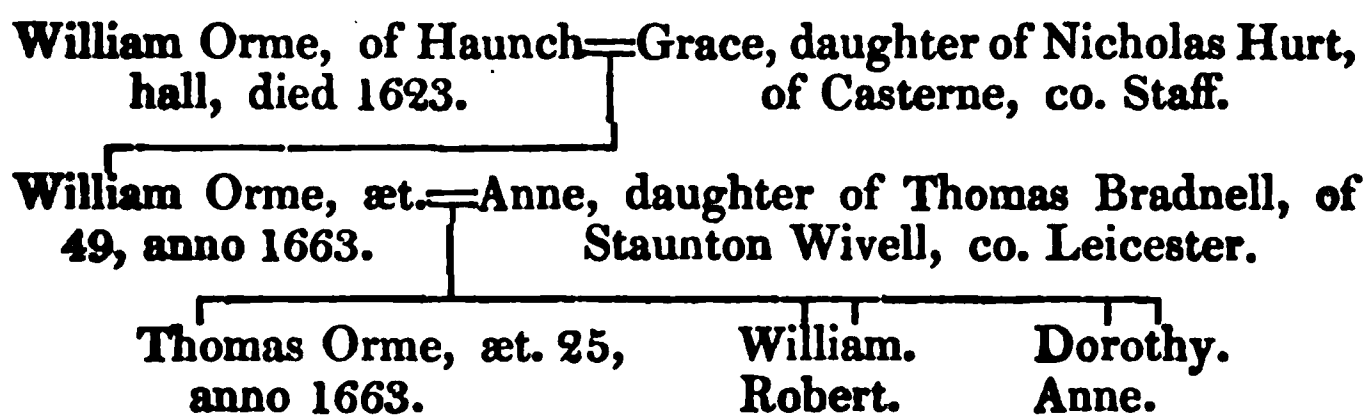 William Orme, of Haunch=Grace, daughter of Nicholas Hurt,
hall, died 1623. of Casterne, co. Staff.
William Orme, æt.=Anne, daughter of Thomas Bradnell, of
49, anno 1663. Staunton Wivell, co. Leicester.
Thomas Orme, æt. 25, William. Dorothy.
anno 1663. Robert. Anne.